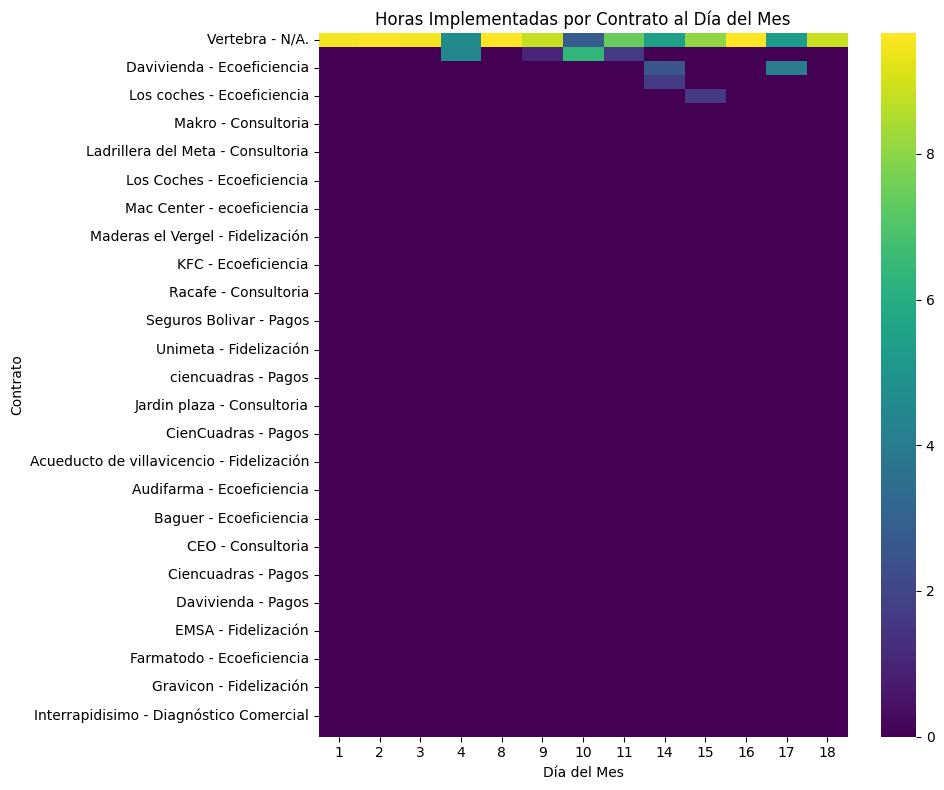 Horas Implementadas por Contrato al Día del Mes
Vertebra - N/A.
Davivienda - Ecoeficiencia
Los coches - Ecoeficiencia
Makro - Consultoria
Ladrillera del Meta - Consultoria
Los Coches - Ecoeficiencia
Mac Center - ecoeficiencia
Maderas el Vergel - Fidelización
KFC - Ecoeficiencia
Racafe - Consultoria
Seguros Bolivar - Pagos
Unimeta - Fidelización
ciencuadras - Pagos
Jardin plaza - Consultoria
CienCuadras - Pagos
Acueducto de villavicencio - Fidelización
Audifarma - Ecoeficiencia
Baguer - Ecoeficiencia
CEO - Consultoria
Ciencuadras - Pagos
Davivienda - Pagos
EMSA - Fidelización
Farmatodo - Ecoeficiencia
Gravicon - Fidelización
Interrapidisimo - Diagnóstico Comercial
Contrato
1 2 3 4 8 9 10 11 14 15 16 17 18
Día del Mes
8
6
4
2
0